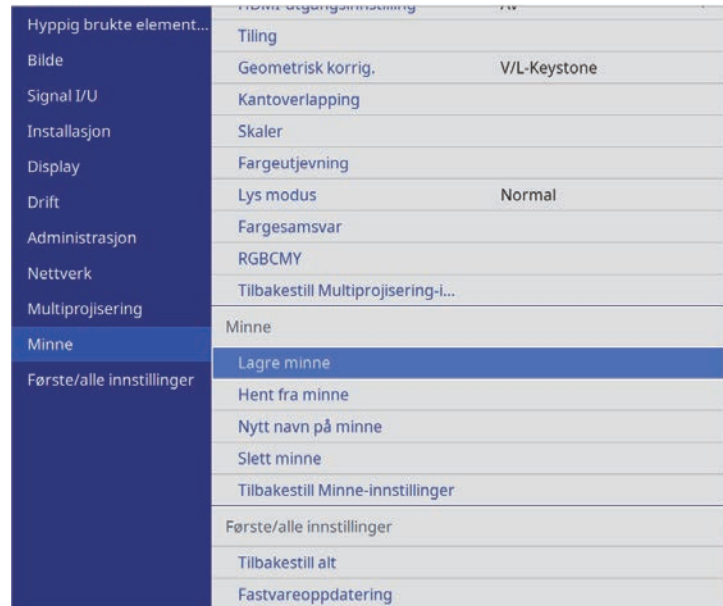 Hyppig brukte element...
Bilde
Signal I/U
Installasjon
Display
Drift
Administrasjon
Nettverk
Multiprojisering
Minne
Første/alle innstillinger
Tiling
Geometrisk korrig. V/L-Keystone
Kantoverlapping
Skaler
Fargeutjevning
Lys modus Normal
Fargesamsvar
RGBCMY
Tilbakestill Multiprojisering-i...
Minne
Lagre minne
Hent fra minne
Nytt navn på minne
Slett minne
Tilbakestill Minne-innstillinger
Første/alle innstillinger
Tilbakestill alt
Fastvareoppdatering